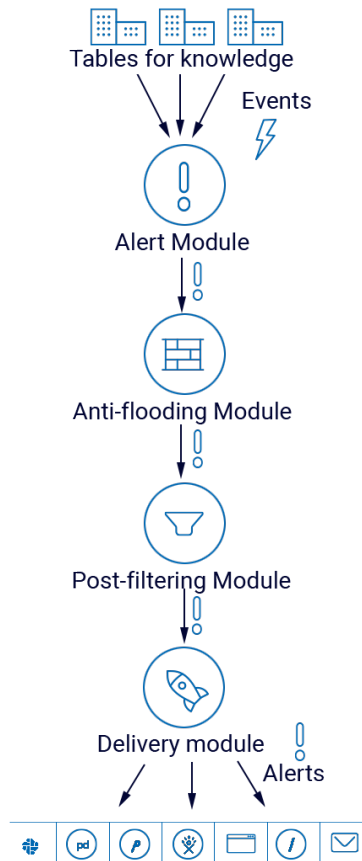 Tables for knowledge
Events
Alert Module
Anti-flooding Module
Post-filtering Module
Delivery module
Alerts
pd
p